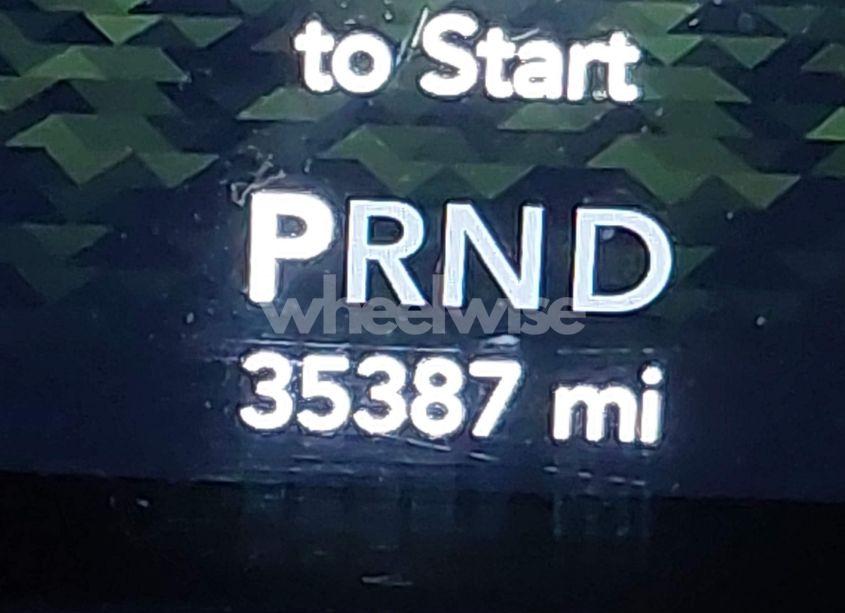 to Start
PRND
wheelwise
35387 mi